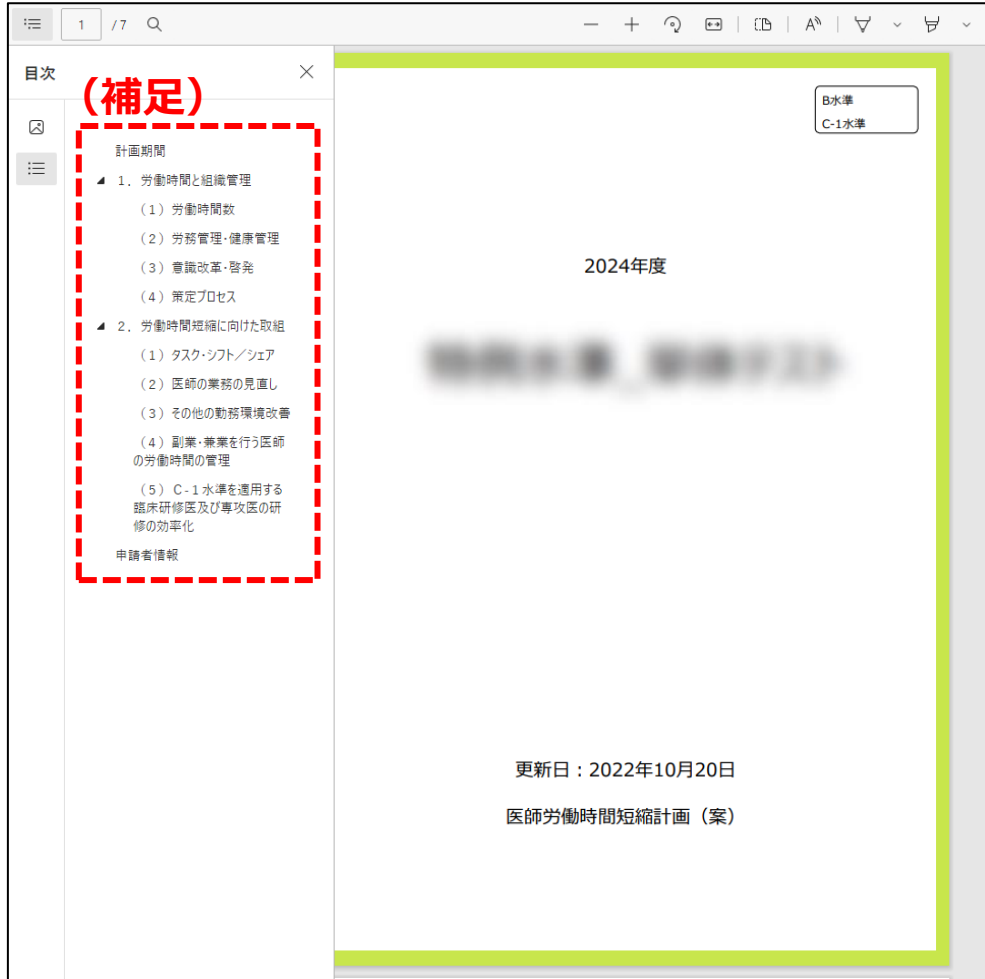 1 /7
目次
（補足）
計画期間
1．労働時間と組織管理
（1）労働時間数
（2）労務管理・健康管理
（3）意識改革・啓発
（4）策定プロセス
2．労働時間短縮に向けた取組
（1）タスク・シフト／シェア
（2）医師の業務の見直し
（3）その他の勤務環境改善
（4）副業・兼業を行う医師
の労働時間の管理
（5）C-1水準を適用する
臨床研修医及び専攻医の研
修の効率化
申請者情報
B水準
C-1水準
2024年度
更新日：2022年10月20日
医師労働時間短縮計画（案）